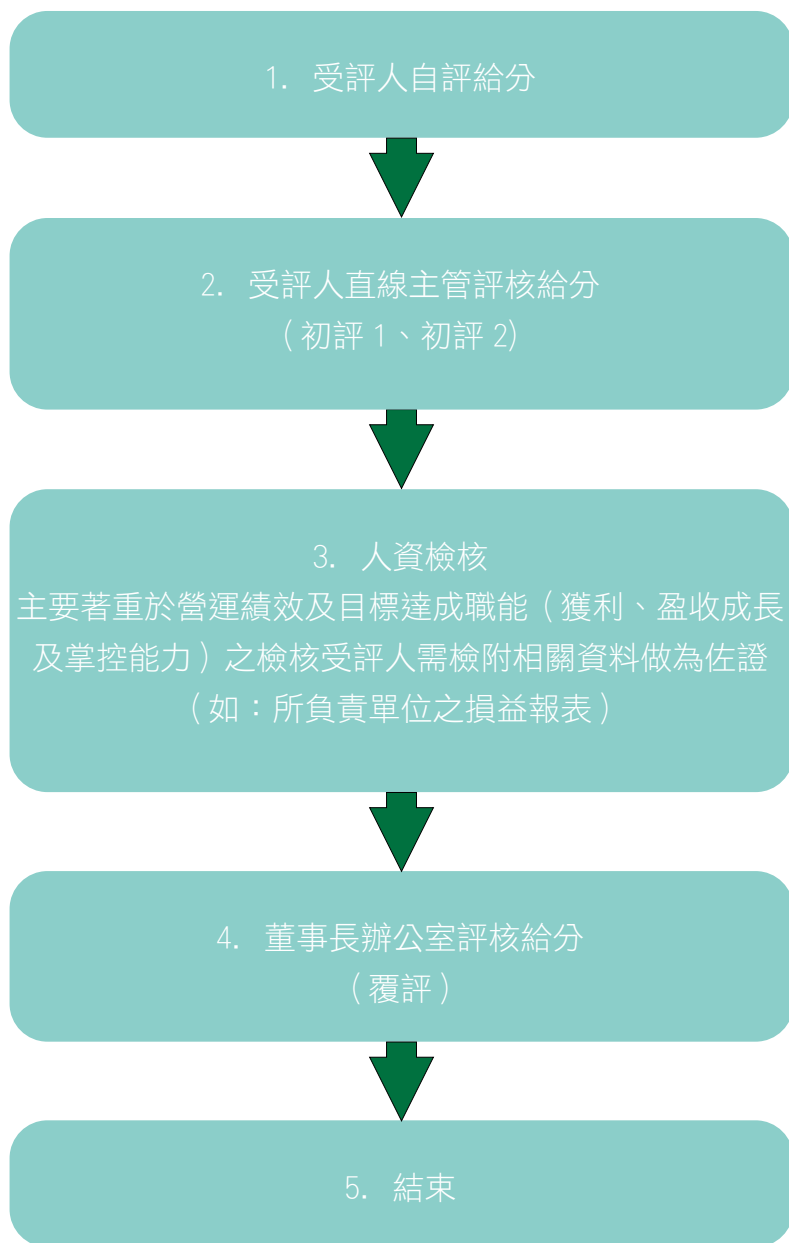 1. 受評人自評給分
2. 受評人直線主管評核給分
（初評 1、初評 2）
3. 人資檢核
主要著重於營運績效及目標達成職能（獲利、盈收成長
及掌控能力）之檢核受評人需檢附相關資料做為佐證
（如：所負責單位之損益報表）
4. 董事長辦公室評核給分
（覆評）
5. 結束